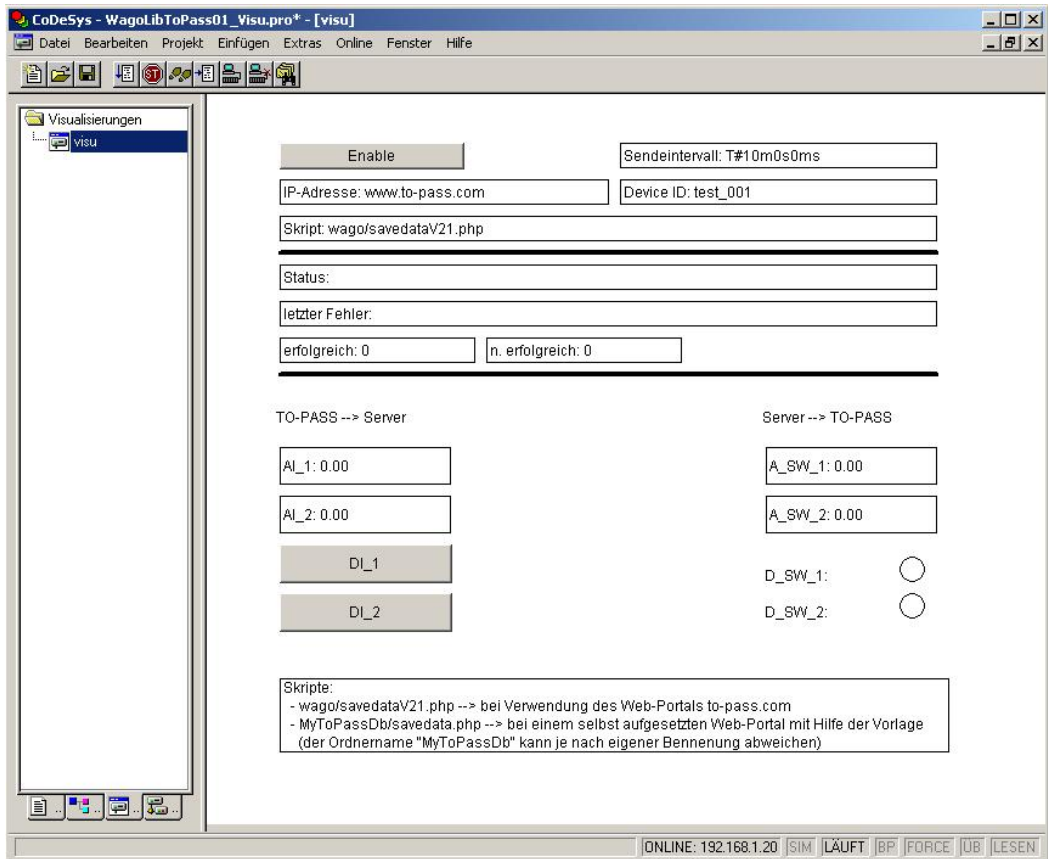 CoDeSys - WagoLibToPass01_Visu.pro* - [visu]
Datei Bearbeiten Projekt Einfügen Extras Online Fenster Hilfe
Visualisierungen
visu
Enable
Sendeintervall: T#10m0s0ms
IP-Adresse: www.to-pass.com
Device ID: test_001
Skript: wago/savedataV21.php
Status:
letzter Fehler:
erfolgreich: 0
n. erfolgreich: 0
TO-PASS --> Server
Server --> TO-PASS
AI_1: 0.00
A_SW_1: 0.00
AI_2: 0.00
A_SW_2: 0.00
DI_1
D_SW_1:
DI_2
D_SW_2:
Skripte:
- wago/savedataV21.php --> bei Verwendung des Web-Portals to-pass.com
- MyToPassDb/savedata.php --> bei einem selbst aufgesetzten Web-Portal mit Hilfe der Vorlage
(der Ordnername "MyToPassDb" kann je nach eigener Bennenung abweichen)
ONLINE: 192.168.1.20 SIM LÄUFT BP FORCE ÜB LESEN